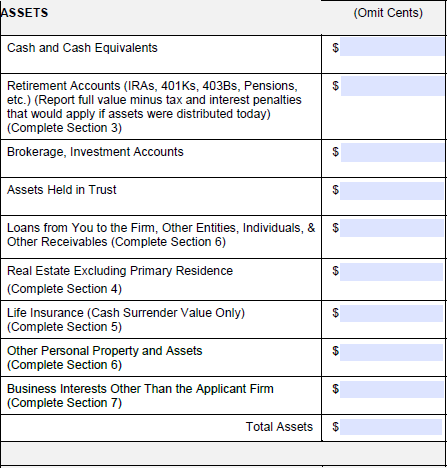 ASSETS (Omit Cents)
Cash and Cash Equivalents $
Retirement Accounts (IRAs, 401Ks, 403Bs, Pensions, $
etc.) (Report full value minus tax and interest penalties
that would apply if assets were distributed today)
(Complete Section 3)
Brokerage, Investment Accounts $
Assets Held in Trust $
Loans from You to the Firm, Other Entities, Individuals, & $
Other Receivables (Complete Section 6)
Real Estate Excluding Primary Residence $
(Complete Section 4)
Life Insurance (Cash Surrender Value Only) $
(Complete Section 5)
Other Personal Property and Assets $
(Complete Section 6)
Business Interests Other Than the Applicant Firm $
(Complete Section 7)
Total Assets $